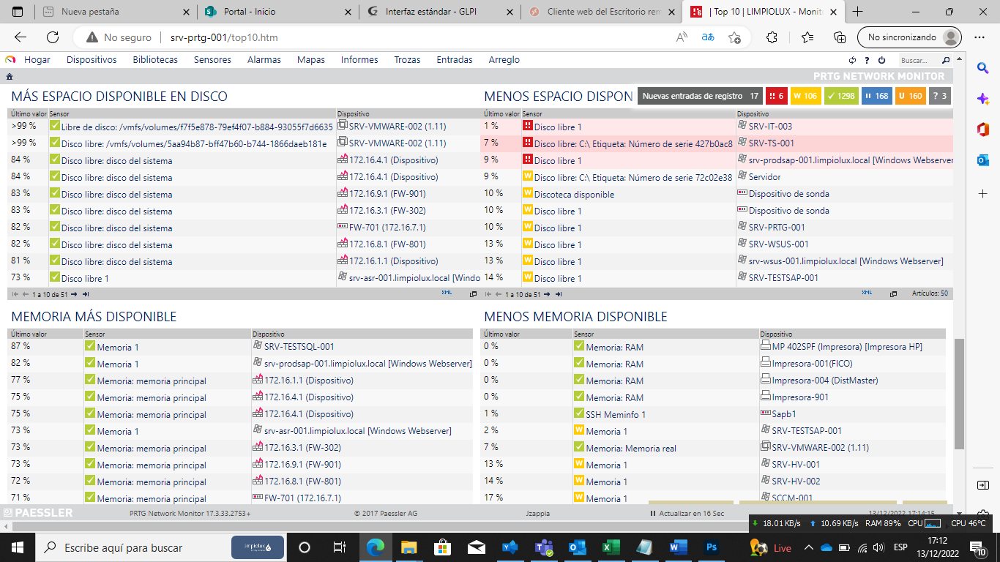 Nueva pestaña
Portal - Inicio
Interfaz estándar - GLPI
Cliente web del Escritorio rem
| Top 10 | LIMPIOLUX - Monito
No seguro
srv-prtg-001/top10.htm
No sincronizando
Hogar Dispositivos Bibliotecas Sensores Alarmas Mapas Informes Trozas Entradas Arreglo
Buscar...
PRTG NETWORK MONITOR
Nuevas entradas de registro 17
6
W 106
1298
168
U 160
? 3
MÁS ESPACIO DISPONIBLE EN DISCO
Último valor Sensor Dispositivo
>99 % Libre de disco: /vmfs/volumes/f7f5e878-79ef4f07-b884-93055f7d6635 SRV-VMWARE-002 (1.11)
>99 % Disco libre: /vmfs/volumes/5aa94b87-bff47b60-b744-1866daeb181e SRV-VMWARE-002 (1.11)
84 % Disco libre: disco del sistema 172.16.4.1 (Dispositivo)
84 % Disco libre: disco del sistema 172.16.4.1 (Dispositivo)
83 % Disco libre: disco del sistema 172.16.9.1 (FW-901)
83 % Disco libre: disco del sistema 172.16.3.1 (FW-302)
82 % Disco libre: disco del sistema FW-701 (172.16.7.1)
82 % Disco libre: disco del sistema 172.16.8.1 (FW-801)
81 % Disco libre: disco del sistema 172.16.1.1 (Dispositivo)
73 % Disco libre 1 srv-asr-001.limpiolux.local [Windo
1 a 10 de 51 XML
MENOS ESPACIO DISPON
Último valor Sensor Dispositivo
1 % Disco libre 1 SRV-IT-003
7 % Disco libre: C:\ Etiqueta: Número de serie 427b0ac8 SRV-TS-001
9 % Disco libre 1 srv-prodsap-001.limpiolux.local [Windows Webserver
9 % Disco libre: C:\ Etiqueta: Número de serie 72c02e38 Servidor
10 % Discoteca disponible Dispositivo de sonda
10 % Disco libre 1 Dispositivo de sonda
10 % Disco libre 1 SRV-PRTG-001
13 % Disco libre 1 SRV-WSUS-001
13 % Disco libre 1 srv-wsus-001.limpiolux.local [Windows Webserver]
14 % Disco libre 1 SRV-TESTSAP-001
1 a 10 de 51 XML Artículos: 50
MEMORIA MÁS DISPONIBLE
Último valor Sensor Dispositivo
87 % Memoria 1 SRV-TESTSQL-001
82 % Memoria 1 srv-prodsap-001.limpiolux.local [Windows Webserver]
77 % Memoria: memoria principal 172.16.1.1 (Dispositivo)
75 % Memoria: memoria principal 172.16.4.1 (Dispositivo)
75 % Memoria: memoria principal 172.16.4.1 (Dispositivo)
73 % Memoria 1 srv-asr-001.limpiolux.local [Windows Webserver]
73 % Memoria: memoria principal 172.16.3.1 (FW-302)
73 % Memoria: memoria principal 172.16.9.1 (FW-901)
72 % Memoria: memoria principal 172.16.8.1 (FW-801)
71 % Memoria: memoria principal FW-701 (172.16.7.1)
MENOS MEMORIA DISPONIBLE
Último valor Sensor Dispositivo
0 % Memoria: RAM MP 402SPF (Impresora) [Impresora HP]
0 % Memoria: RAM Impresora-001(FICO)
0 % Memoria: RAM Impresora-004 (DistMaster)
0 % Memoria: RAM Impresora-901
1 % SSH Meminfo 1 Sapb1
2 % Memoria 1 SRV-TESTSAP-001
7 % Memoria: Memoria real SRV-VMWARE-002 (1.11)
13 % Memoria 1 SRV-HV-001
14 % Memoria 1 SRV-HV-002
17 % Memoria 1 SCCM-001
PAESSLER PRTG Network Monitor 17.3.33.2753+ © 2017 Paessler AG Jzappia Actualizar en 16 Sec 13/12/2022 17:14:15
18.01 KB/s 10.69 KB/s RAM 89% CPU CPU 46°C
Escribe aquí para buscar
limpiolux
Live
ESP
17:12
13/12/2022
10